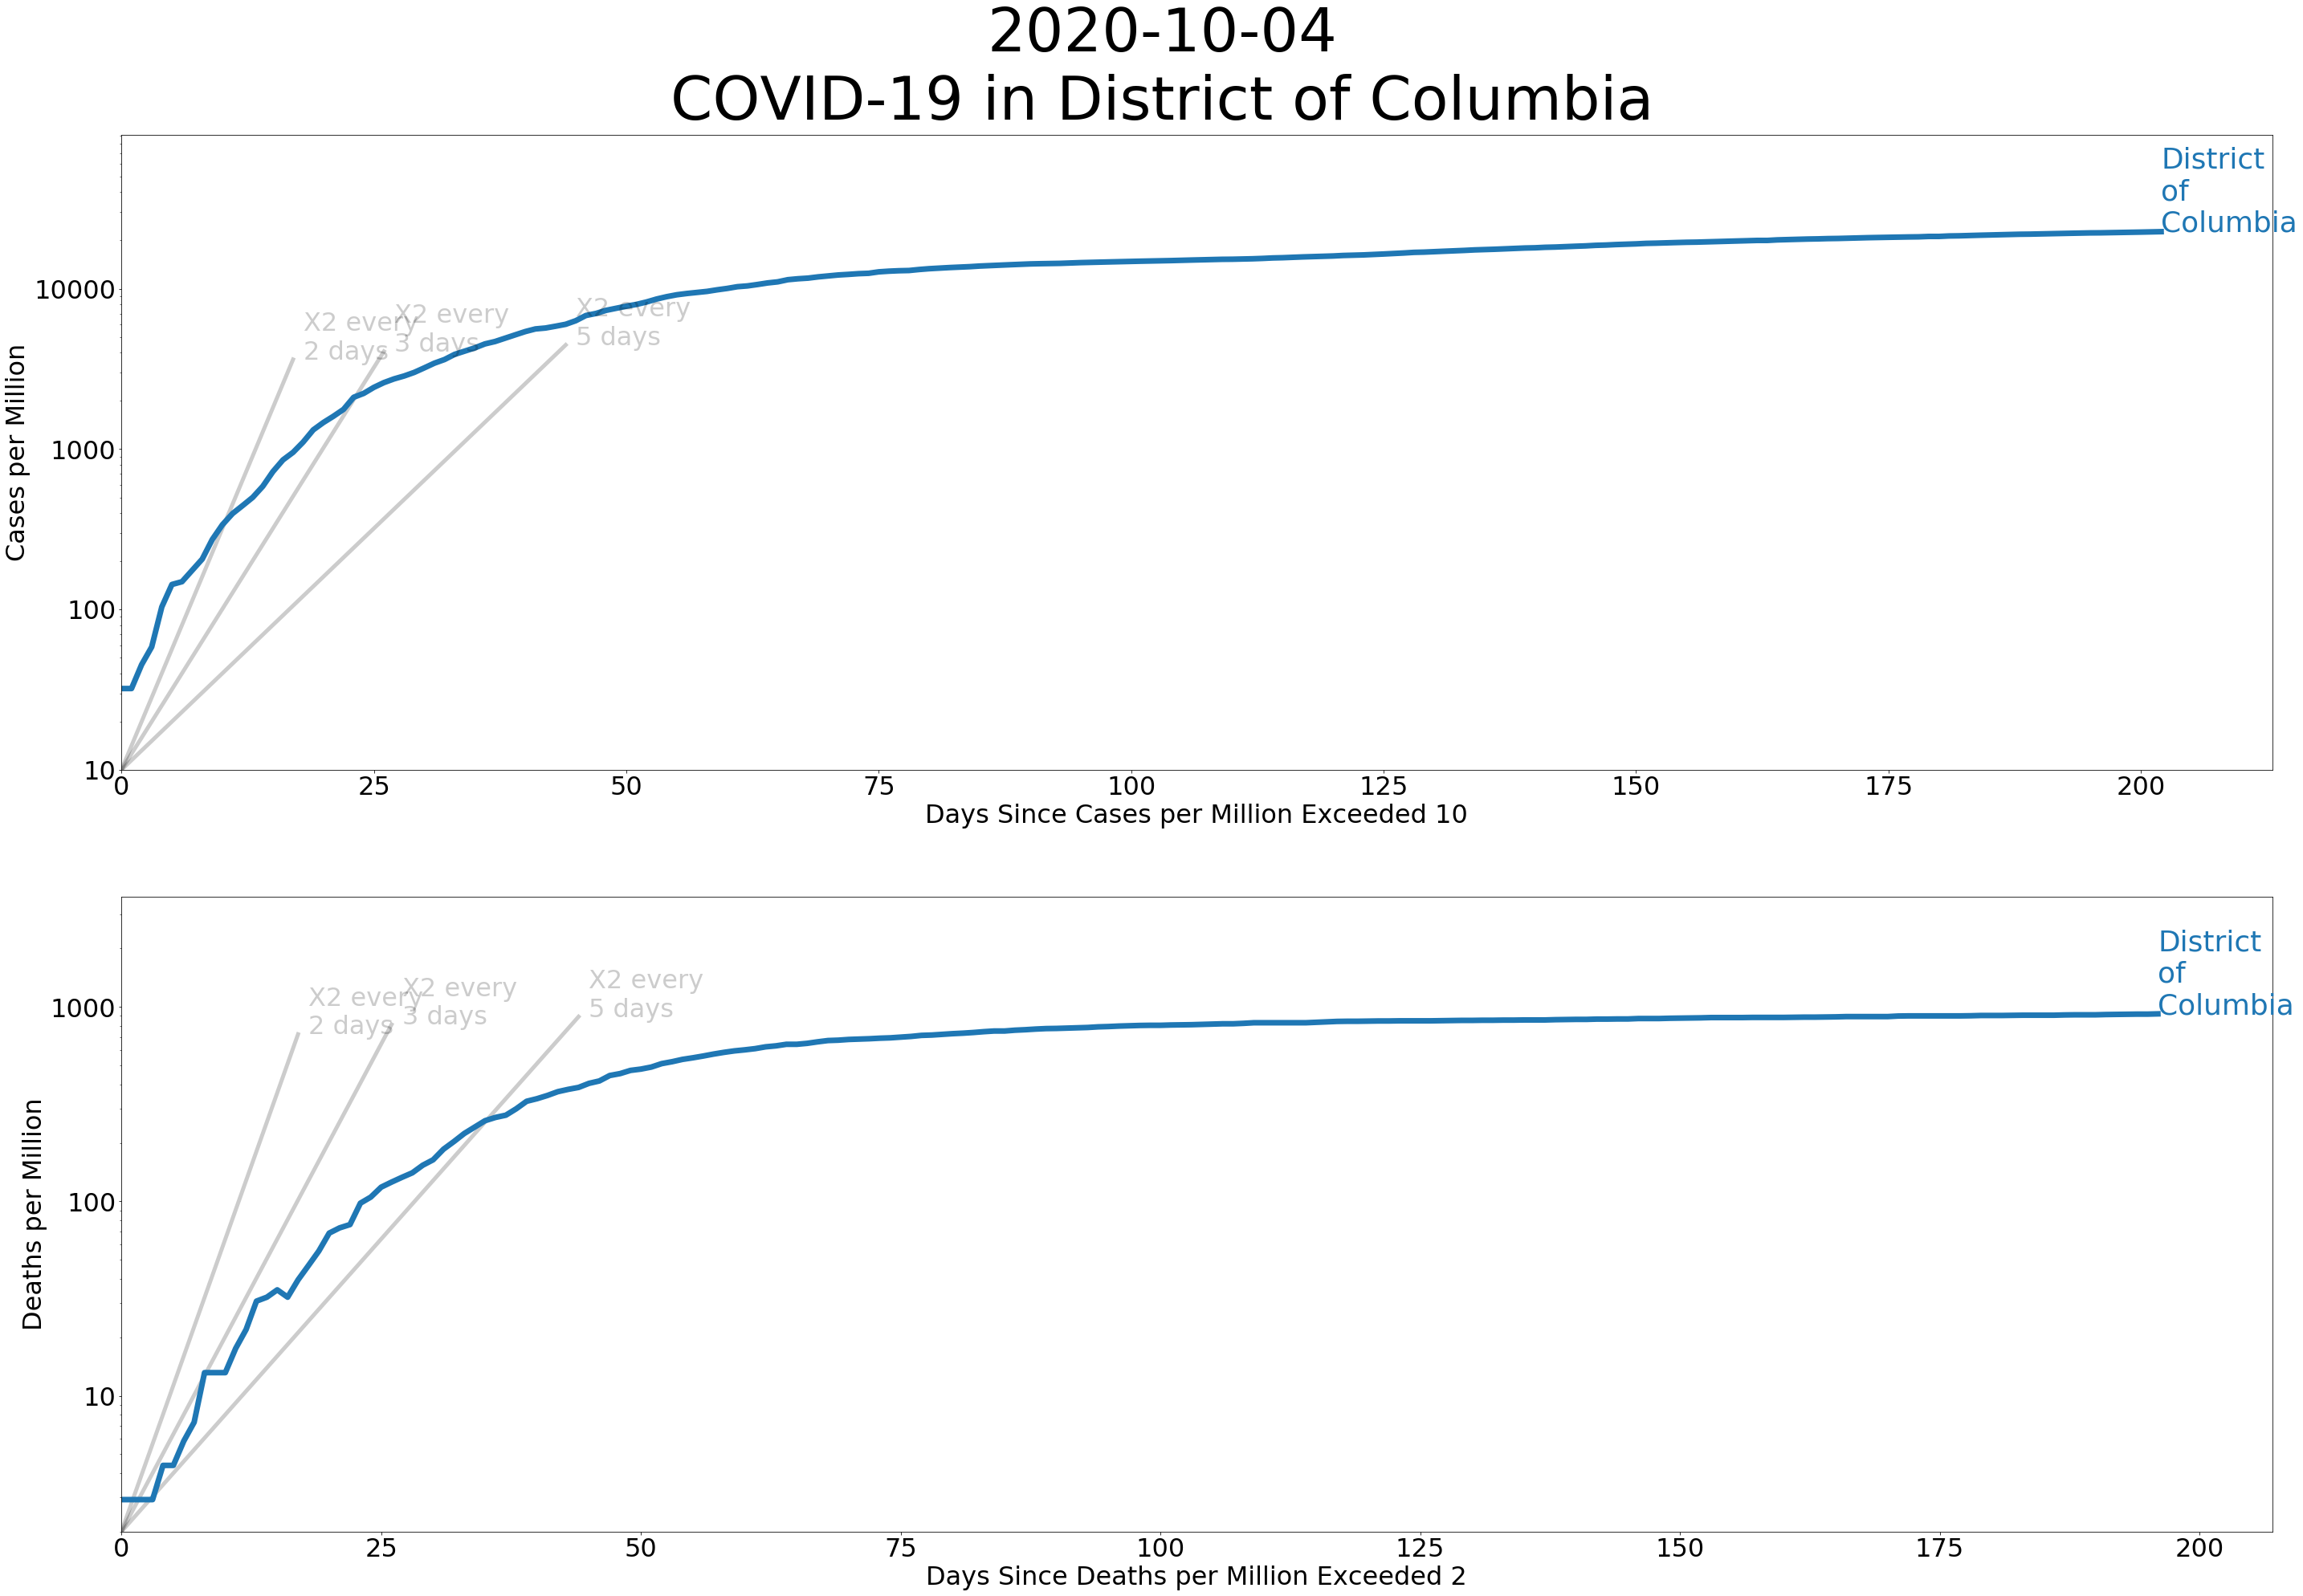 2020-10-04
COVID-19 in District of Columbia
District
of
Columbia
10000
1000
100
10
Cases per Million
X2 every
2 days
X2 every
3 days
X2 every
5 days
0 25 50 75 100 125 150 175 200
Days Since Cases per Million Exceeded 10
District
of
Columbia
1000
100
10
Deaths per Million
X2 every
2 days
X2 every
3 days
X2 every
5 days
0 25 50 75 100 125 150 175 200
Days Since Deaths per Million Exceeded 2